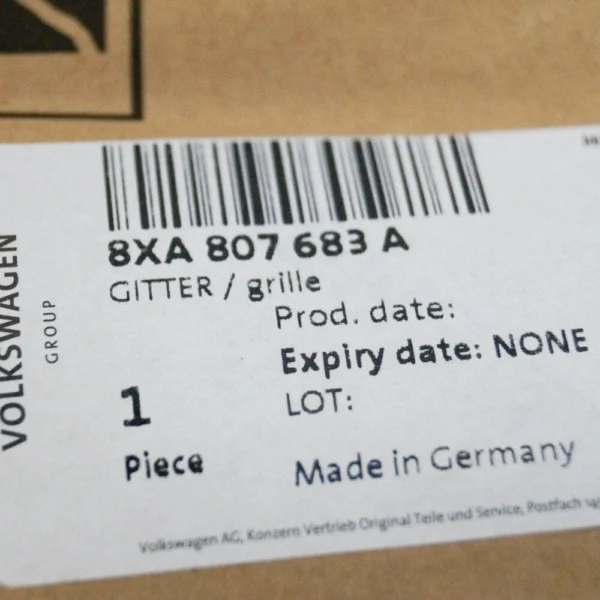 8XA 807 683 A
GITTER / grille
Prod. date:
Expiry date: NONE
LOT:
1
Piece
Made in Germany
Volkswagen AG, Konzern Vertrieb Original Teile und Service, Postfach
VOLKSWAGEN
GROUP